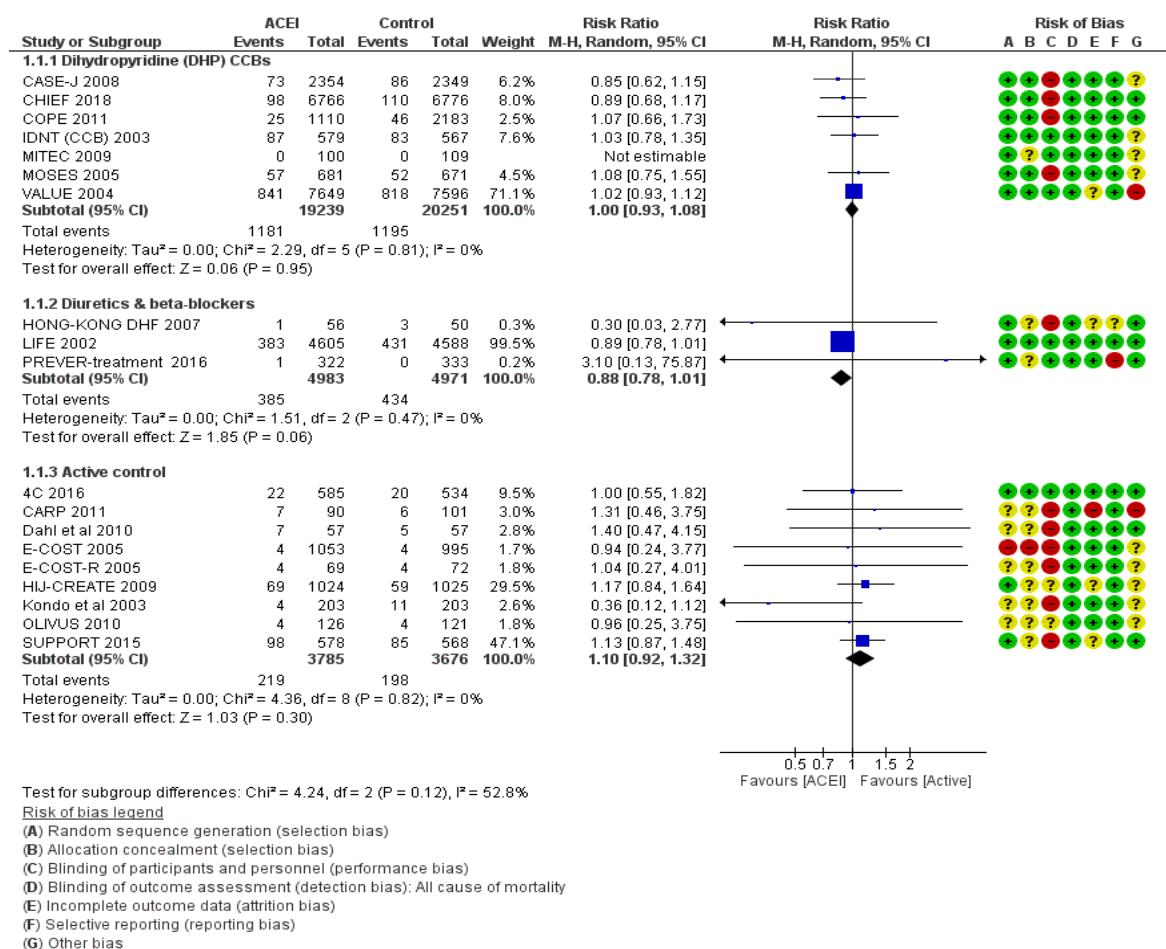 ACEI Control Risk Ratio Risk Ratio Risk of Bias
Study or Subgroup Events Total Events Total Weight M-H, Random, 95% CI M-H, Random, 95% CI A B C D E F G
1.1.1 Dihydropyridine (DHP) CCBs
CASE-J 2008 73 2354 86 2349 6.2% 0.85 [0.62, 1.15] + + - + + + ?
CHIEF 2018 98 6766 110 6776 8.0% 0.89 [0.68, 1.17] + + - + + + +
COPE 2011 25 1110 46 2183 2.5% 1.07 [0.66, 1.73] + + - + + + +
IDNT (CCB) 2003 87 579 83 567 7.6% 1.03 [0.78, 1.35] + + + + + + ?
MITEC 2009 0 100 0 109 Not estimable + ? + + + + ?
MOSES 2005 57 681 52 671 4.5% 1.08 [0.75, 1.55] + + - + + + ?
VALUE 2004 841 7649 818 7596 71.1% 1.02 [0.93, 1.12] + + + + ? + -
Subtotal (95% CI) 19239 20251 100.0% 1.00 [0.93, 1.08]
Total events 1181 1195
Heterogeneity: Tau² = 0.00; Chi² = 2.29, df = 5 (P = 0.81); I² = 0%
Test for overall effect: Z = 0.06 (P = 0.95)
1.1.2 Diuretics & beta-blockers
HONG-KONG DHF 2007 1 56 3 50 0.3% 0.30 [0.03, 2.77] + ? - + ? ? +
LIFE 2002 383 4605 431 4588 99.5% 0.89 [0.78, 1.01] + + + + + + +
PREVER-treatment 2016 1 322 0 333 0.2% 3.10 [0.13, 75.87] + ? + + + - +
Subtotal (95% CI) 4983 4971 100.0% 0.88 [0.78, 1.01]
Total events 385 434
Heterogeneity: Tau² = 0.00; Chi² = 1.51, df = 2 (P = 0.47); I² = 0%
Test for overall effect: Z = 1.85 (P = 0.06)
1.1.3 Active control
4C 2016 22 585 20 534 9.5% 1.00 [0.55, 1.82] + + + + + + +
CARP 2011 7 90 6 101 3.0% 1.31 [0.46, 3.75] ? ? - + - + -
Dahl et al 2010 7 57 5 57 2.8% 1.40 [0.47, 4.15] ? ? - + + + +
E-COST 2005 4 1053 4 995 1.7% 0.94 [0.24, 3.77] - - - + + + ?
E-COST-R 2005 4 69 4 72 1.8% 1.04 [0.27, 4.01] ? ? - + + + ?
HIJ-CREATE 2009 69 1024 59 1025 29.5% 1.17 [0.84, 1.64] + ? ? + + + ?
Kondo et al 2003 4 203 11 203 2.6% 0.36 [0.12, 1.12] ? ? - + + + ?
OLIVUS 2010 4 126 4 121 1.8% 0.96 [0.25, 3.75] ? ? ? + + + ?
SUPPORT 2015 98 578 85 568 47.1% 1.13 [0.87, 1.48] + ? - + ? + +
Subtotal (95% CI) 3785 3676 100.0% 1.10 [0.92, 1.32]
Total events 219 198
Heterogeneity: Tau² = 0.00; Chi² = 4.36, df = 8 (P = 0.82); I² = 0%
Test for overall effect: Z = 1.03 (P = 0.30)
0.5 0.7 1 1.5 2
Favours [ACEI] Favours [Active]
Test for subgroup differences: Chi² = 4.24, df = 2 (P = 0.12), I² = 52.8%
Risk of bias legend
(A) Random sequence generation (selection bias)
(B) Allocation concealment (selection bias)
(C) Blinding of participants and personnel (performance bias)
(D) Blinding of outcome assessment (detection bias): All cause of mortality
(E) Incomplete outcome data (attrition bias)
(F) Selective reporting (reporting bias)
(G) Other bias